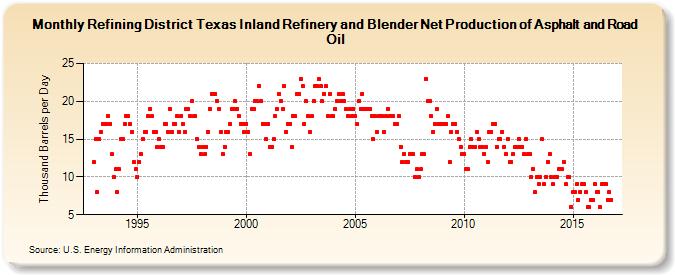 Monthly Refining District Texas Inland Refinery and Blender Net Production of Asphalt and Road
Oil
Thousand Barrels per Day
25
20
15
10
5
1995
2000
2005
2010
2015
Source: U.S. Energy Information Administration